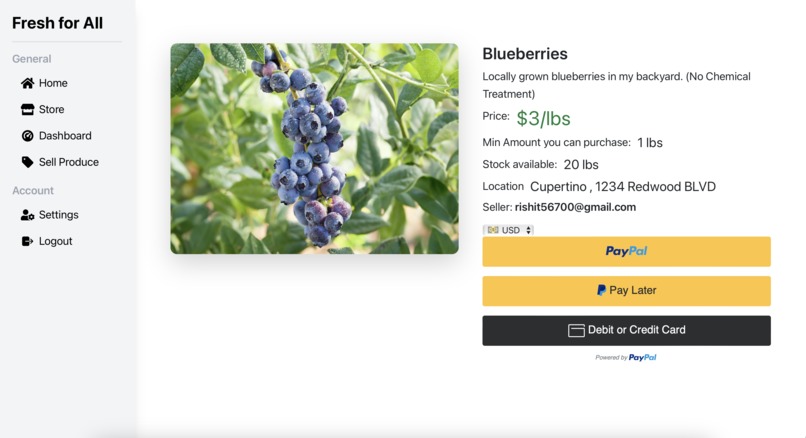 Fresh for All
General
Home
Store
Dashboard
Sell Produce
Account
Settings
Logout
Blueberries
Locally grown blueberries in my backyard. (No Chemical
Treatment)
Price: $3/lbs
Min Amount you can purchase: 1 lbs
Stock available: 20 lbs
Location Cupertino , 1234 Redwood BLVD
Seller: rishit56700@gmail.com
USD
PayPal
Pay Later
Debit or Credit Card
Powered by PayPal